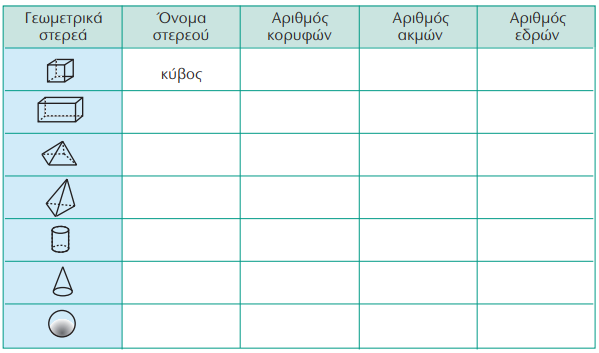 Γεωμετρικά στερεά
Όνομα στερεού
Αριθμός κορυφών
Αριθμός ακμών
Αριθμός εδρών
κύβος